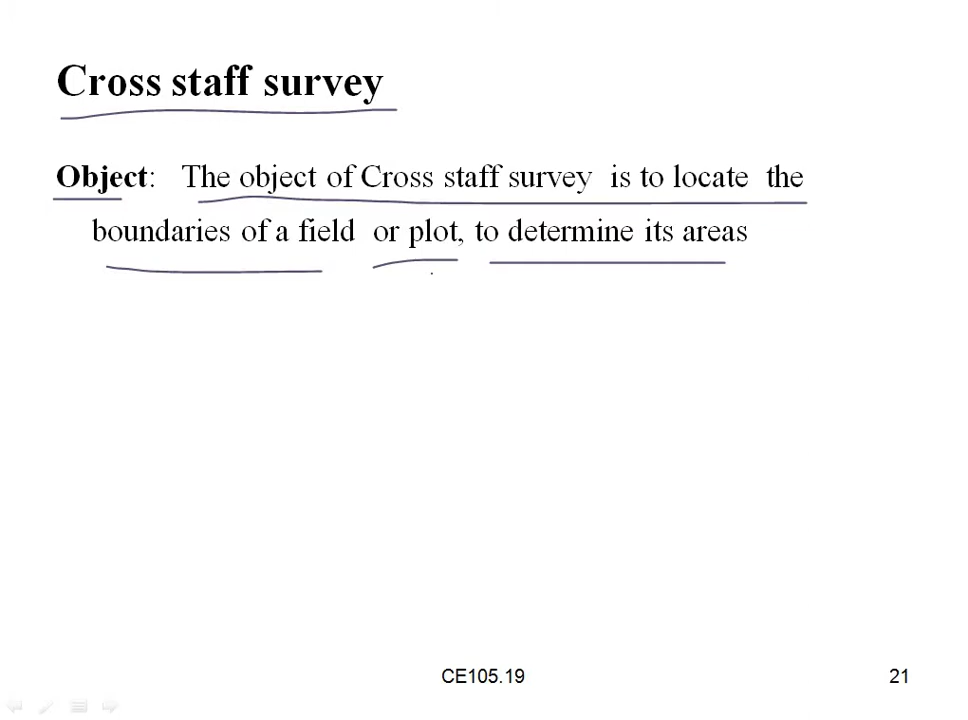 Cross staff survey
Object: The object of Cross staff survey is to locate the
boundaries of a field or plot, to determine its areas
CE105.19
21